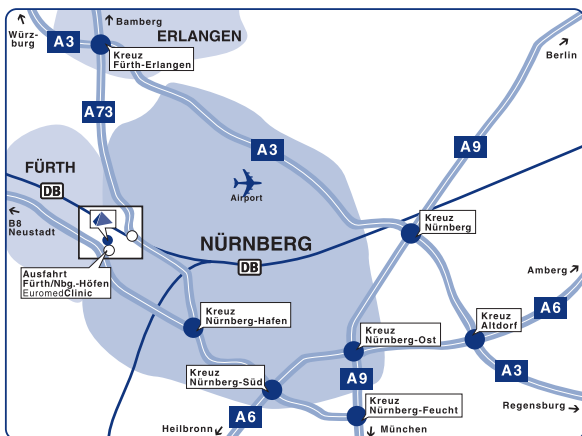 Würz-
burg
A3
Bamberg
ERLANGEN
Kreuz
Fürth-Erlangen
Berlin
A73
A3
A9
FÜRTH
DB
Airport
B8
Neustadt
NÜRNBERG
DB
Kreuz
Nürnberg
Ausfahrt
Fürth/Nbg.-Höfen
EuromedClinic
Amberg
Kreuz
Nürnberg-Hafen
Kreuz
Altdorf
A6
Kreuz
Nürnberg-Ost
Kreuz
Nürnberg-Süd
A9
A3
Kreuz
Nürnberg-Feucht
Regensburg
A6
Heilbronn
München